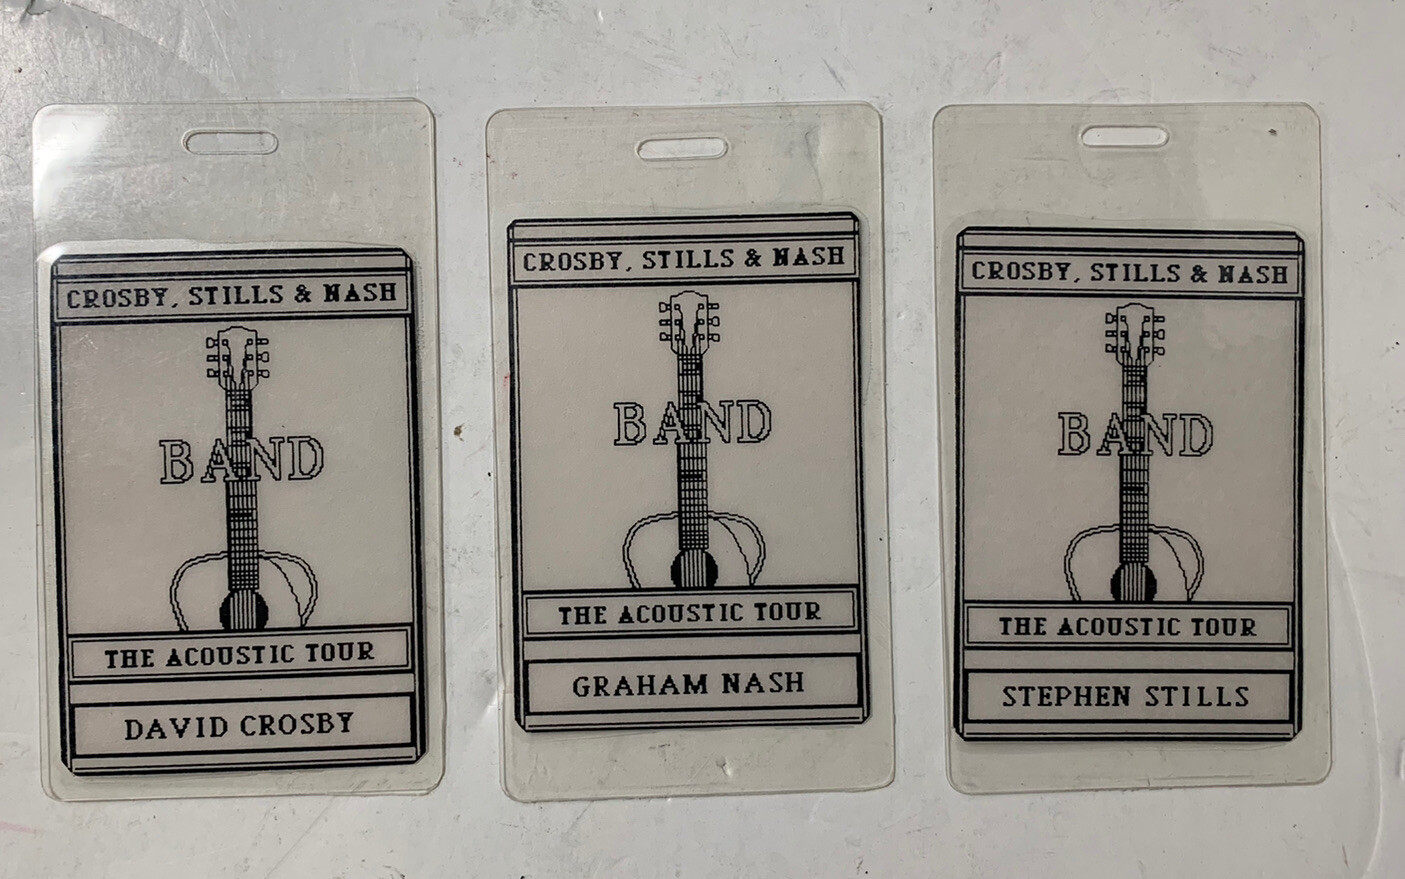 CROSBY, STILLS & NASH
BAND
THE ACOUSTIC TOUR
DAVID CROSBY
CROSBY, STILLS & NASH
BAND
THE ACOUSTIC TOUR
GRAHAM NASH
CROSBY, STILLS & NASH
BAND
THE ACOUSTIC TOUR
STEPHEN STILLS